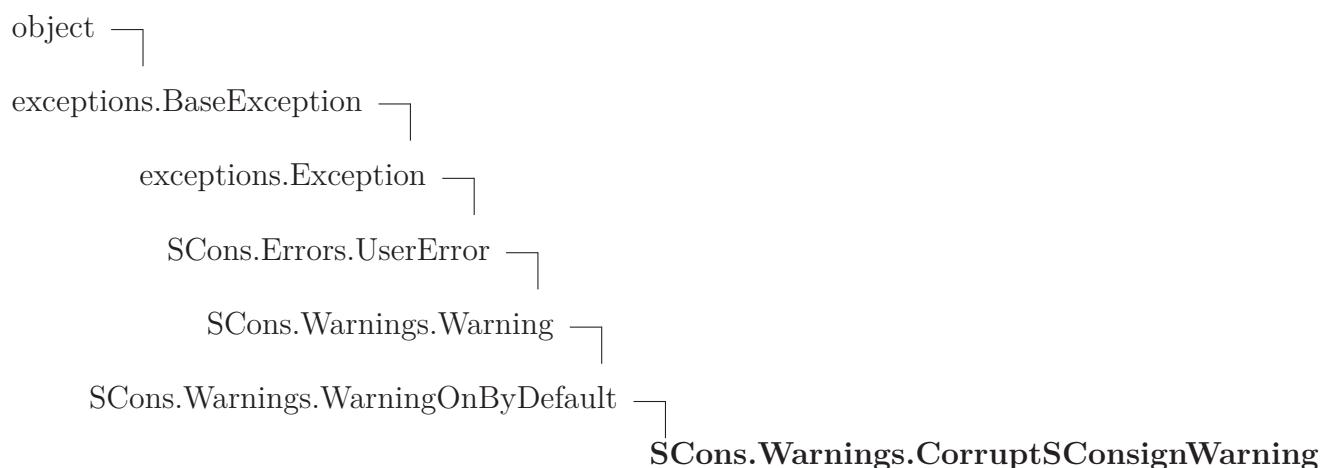 object
exceptions.BaseException
exceptions.Exception
SCons.Errors.UserError
SCons.Warnings.Warning
SCons.Warnings.WarningOnByDefault
SCons.Warnings.CorruptSConsignWarning